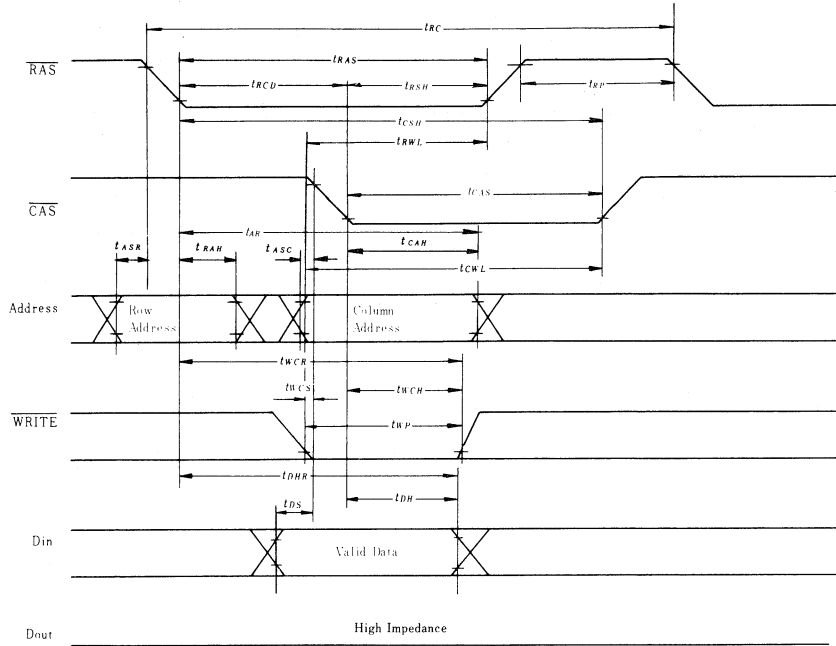 tRC
RAS
tRAS
tRCD
tRSH
tRP
tCSH
tRWL
CAS
tCAS
tAR
tASR
tRAH
tASC
tCAH
tCWL
Address
Row
Address
Column
Address
tWCR
tWCS
tWCH
WRITE
tWP
tDHR
tDS
tDH
Din
Valid Data
Dout
High Impedance